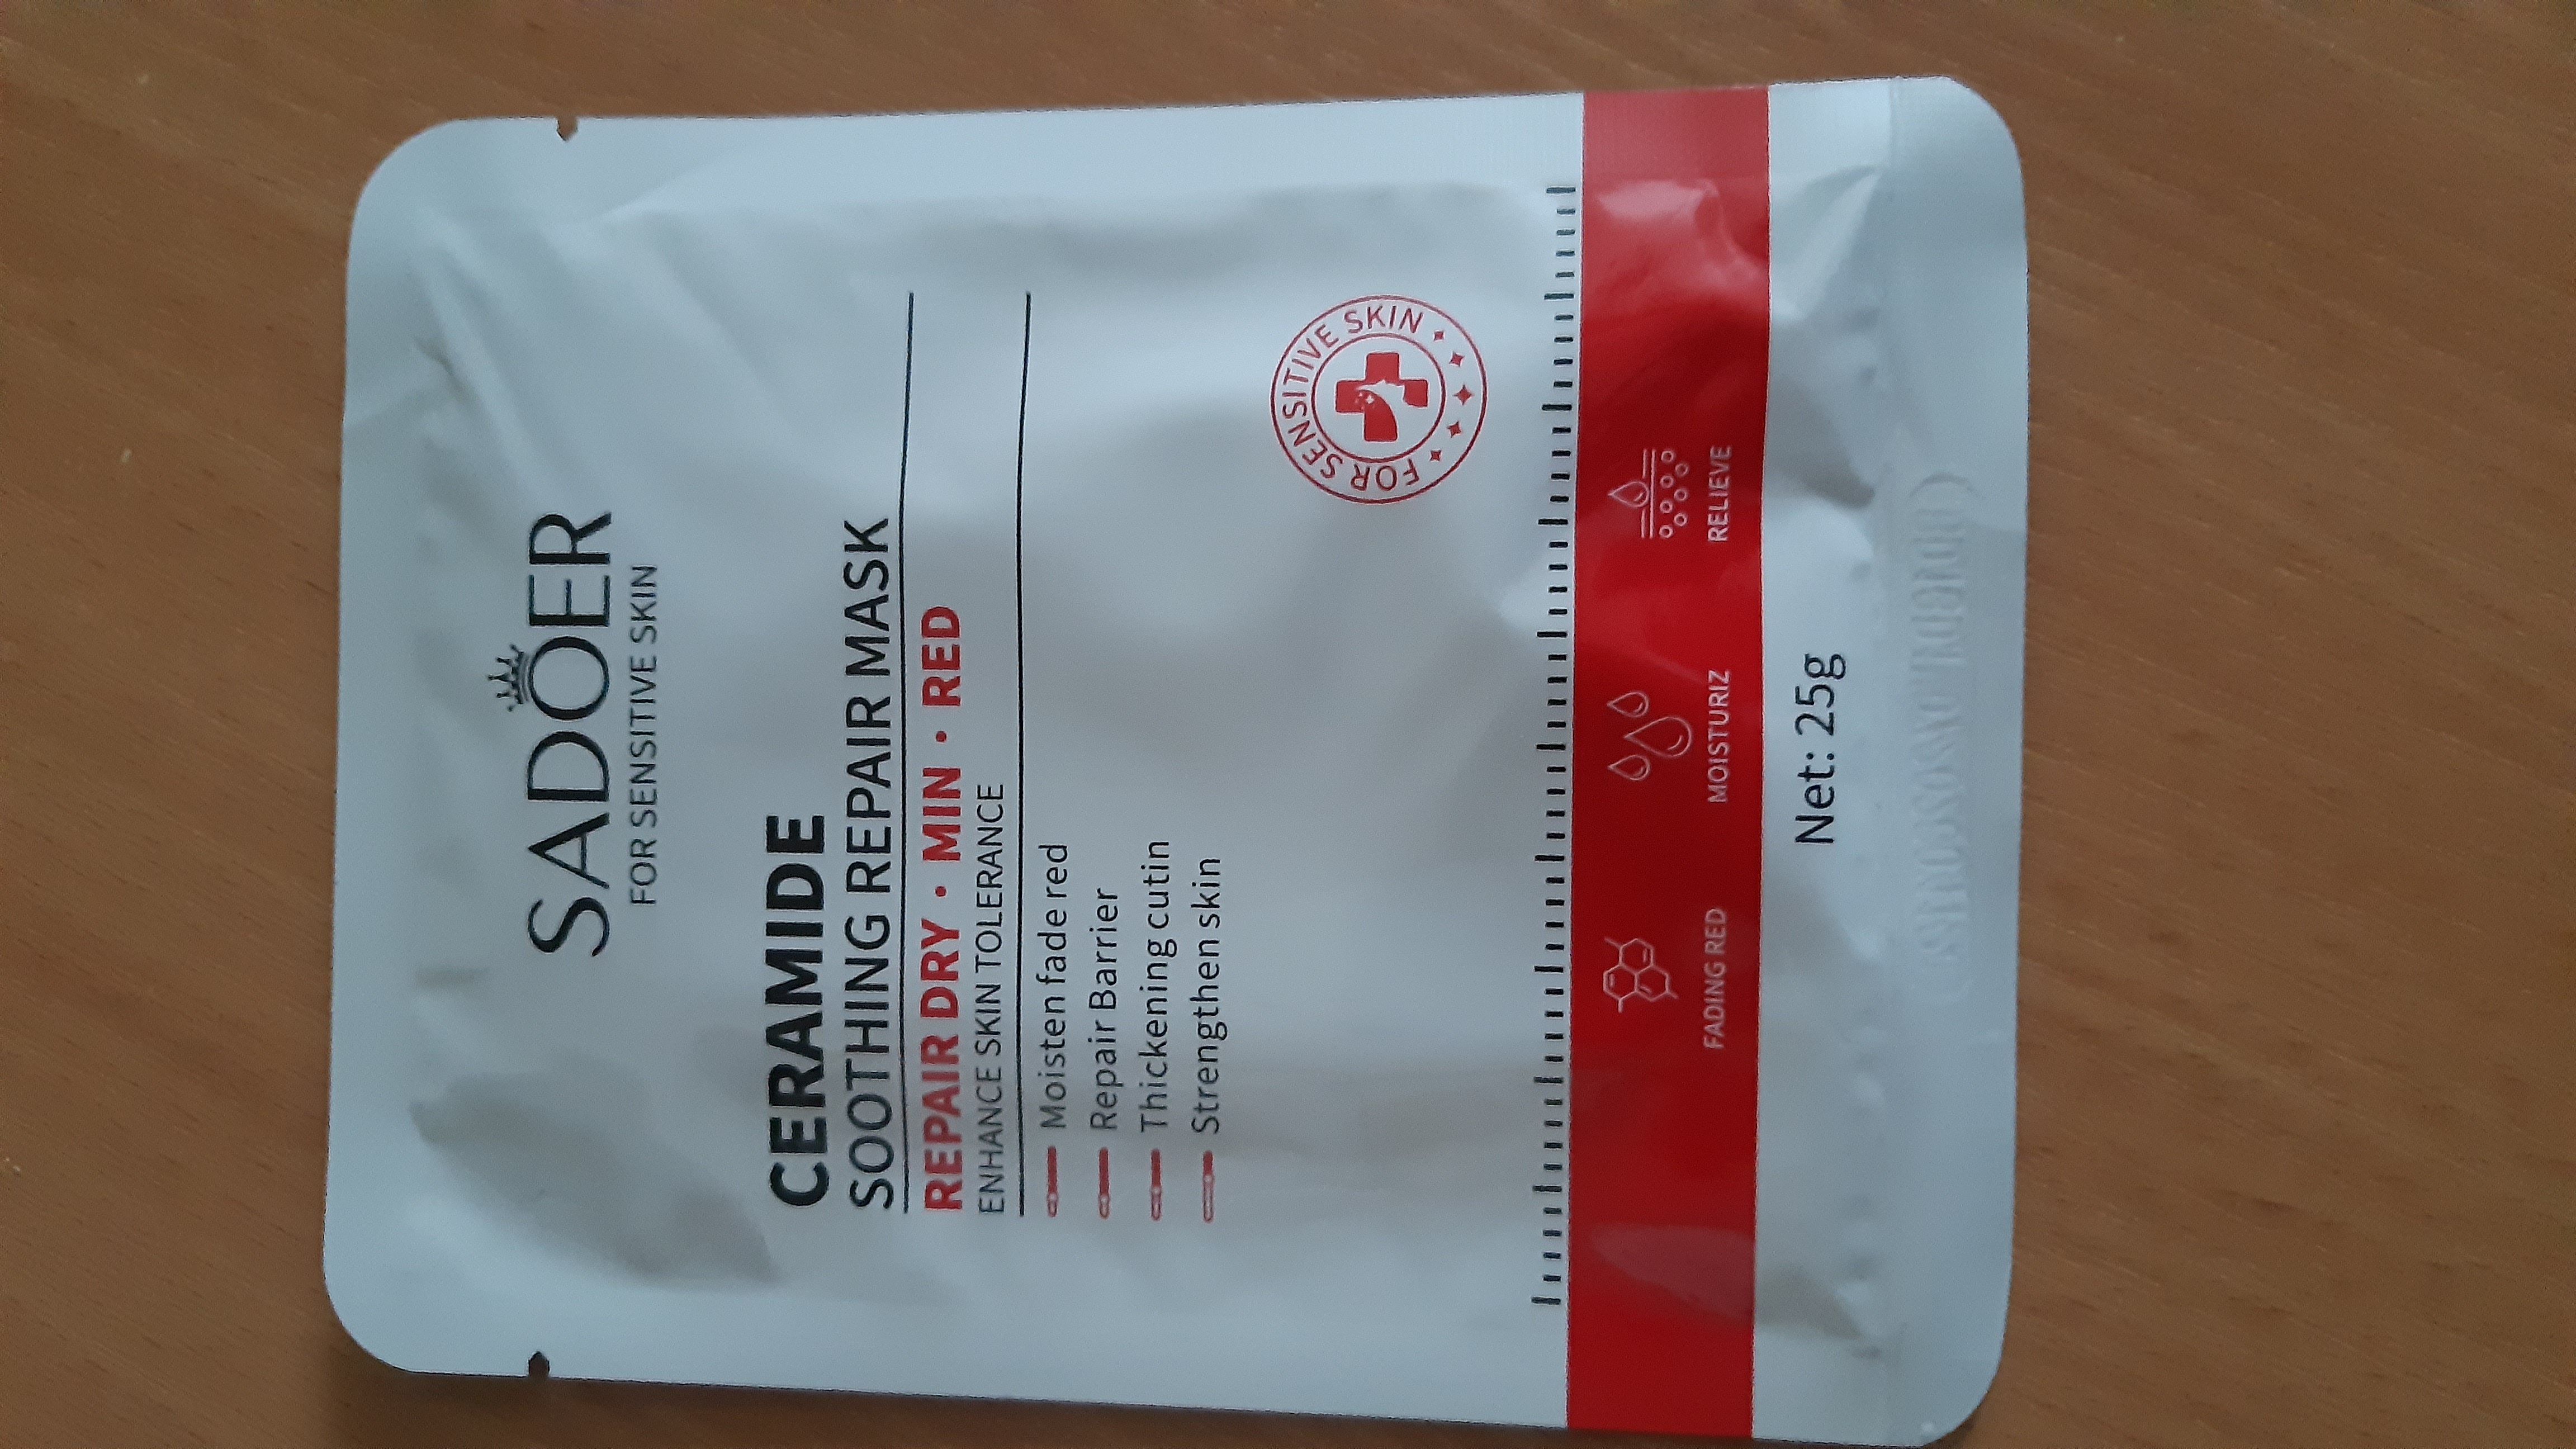 SADOER
FOR SENSITIVE SKIN
CERAMIDE
SOOTHING REPAIR MASK
REPAIR DRY · MIN · RED
ENHANCE SKIN TOLERANCE
Moisten fade red
Repair Barrier
Thickening cutin
Strengthen skin
FOR SENSITIVE SKIN
FADING RED
MOISTURIZ
RELIEVE
Net: 25g